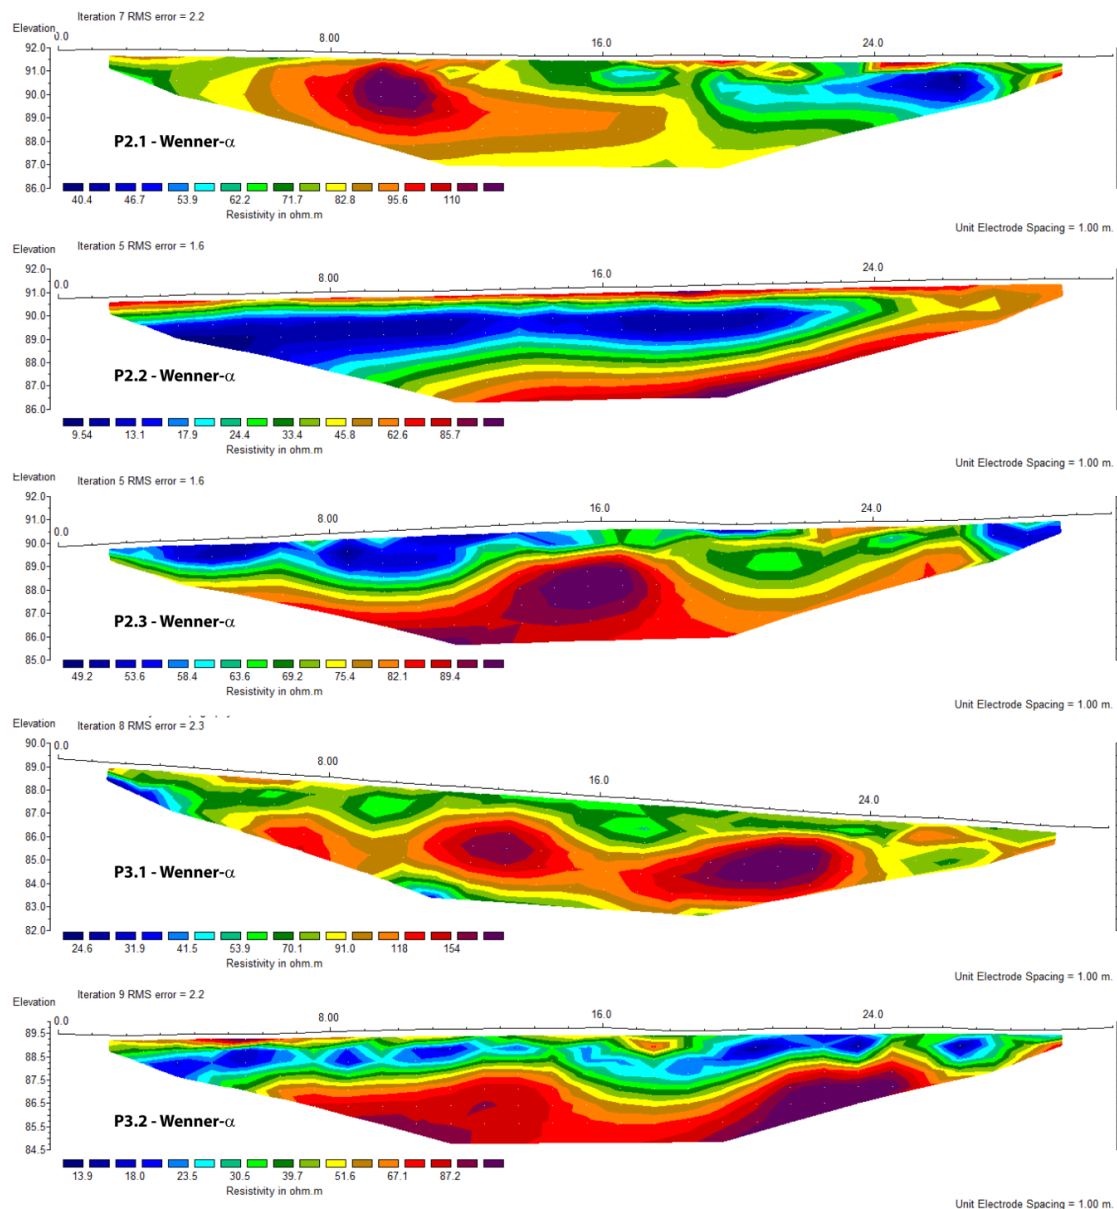 Iteration 7 RMS error = 2.2
Elevation
0.0 8.00 16.0 24.0
92.0
91.0
90.0
89.0
88.0
87.0
86.0
P2.1 - Wenner-α
40.4 46.7 53.9 62.2 71.7 82.8 95.6 110
Resistivity in ohm.m
Unit Electrode Spacing = 1.00 m.
Elevation
Iteration 5 RMS error = 1.6
0.0 8.00 16.0 24.0
92.0
91.0
90.0
89.0
88.0
87.0
86.0
P2.2 - Wenner-α
9.54 13.1 17.9 24.4 33.4 45.8 62.6 85.7
Resistivity in ohm.m
Unit Electrode Spacing = 1.00 m.
Elevation
Iteration 5 RMS error = 1.6
0.0 8.00 16.0 24.0
92.0
91.0
90.0
89.0
88.0
87.0
86.0
85.0
P2.3 - Wenner-α
49.2 53.6 58.4 63.6 69.2 75.4 82.1 89.4
Resistivity in ohm.m
Unit Electrode Spacing = 1.00 m.
Elevation
Iteration 8 RMS error = 2.3
0.0 8.00 16.0 24.0
90.0
89.0
88.0
87.0
86.0
85.0
84.0
83.0
82.0
P3.1 - Wenner-α
24.6 31.9 41.5 53.9 70.1 91.0 118 154
Resistivity in ohm.m
Unit Electrode Spacing = 1.00 m.
Elevation
Iteration 9 RMS error = 2.2
0.0 8.00 16.0 24.0
89.5
88.5
87.5
86.5
85.5
84.5
P3.2 - Wenner-α
13.9 18.0 23.5 30.5 39.7 51.6 67.1 87.2
Resistivity in ohm.m
Unit Electrode Spacing = 1.00 m.